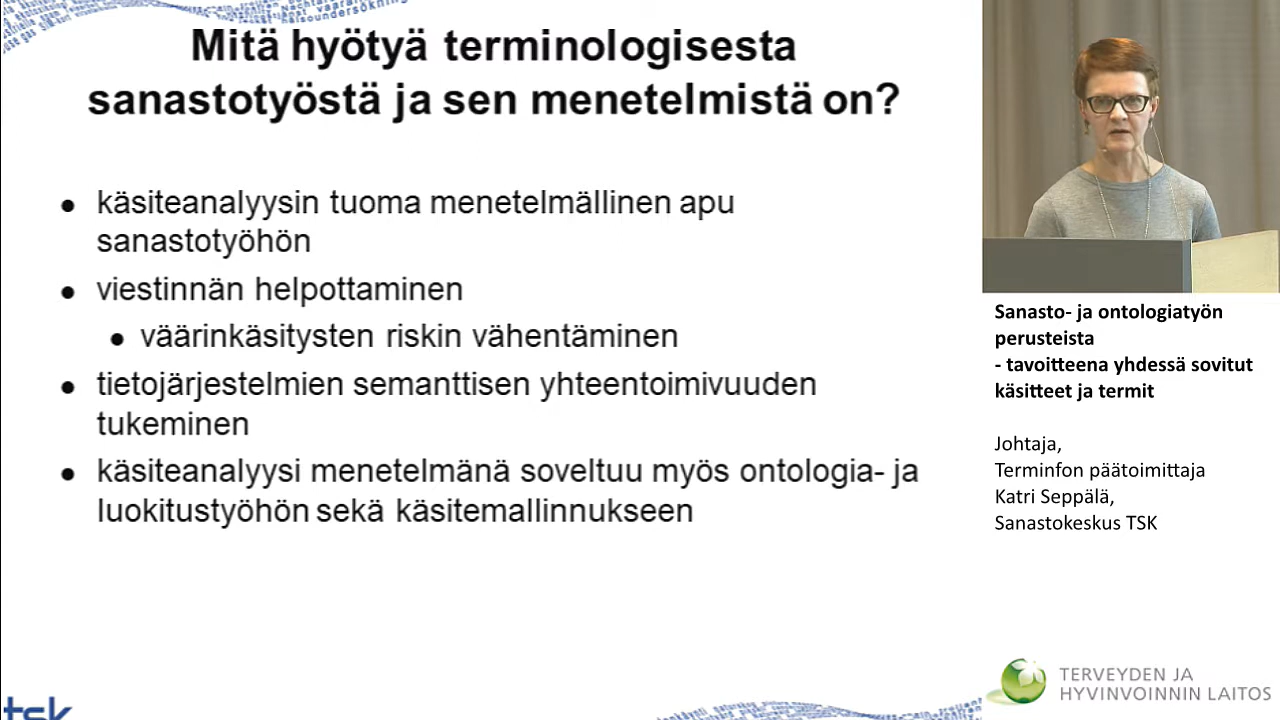 Mitä hyötyä terminologisesta
sanastotyöstä ja sen menetelmistä on?
• käsiteanalyysin tuoma menetelmällinen apu
sanastotyöhön
• viestinnän helpottaminen
• väärinkäsitysten riskin vähentäminen
• tietojärjestelmien semanttisen yhteentoimivuuden
tukeminen
• käsiteanalyysi menetelmänä soveltuu myös ontologia- ja
luokitustyöhön sekä käsitemallinnukseen
tsk
Sanasto- ja ontologiatyön
perusteista
- tavoitteena yhdessä sovitut
käsitteet ja termit
Johtaja,
Terminfon päätoimittaja
Katri Seppälä,
Sanastokeskus TSK
TERVEYDEN JA
HYVINVOINNIN LAITOS